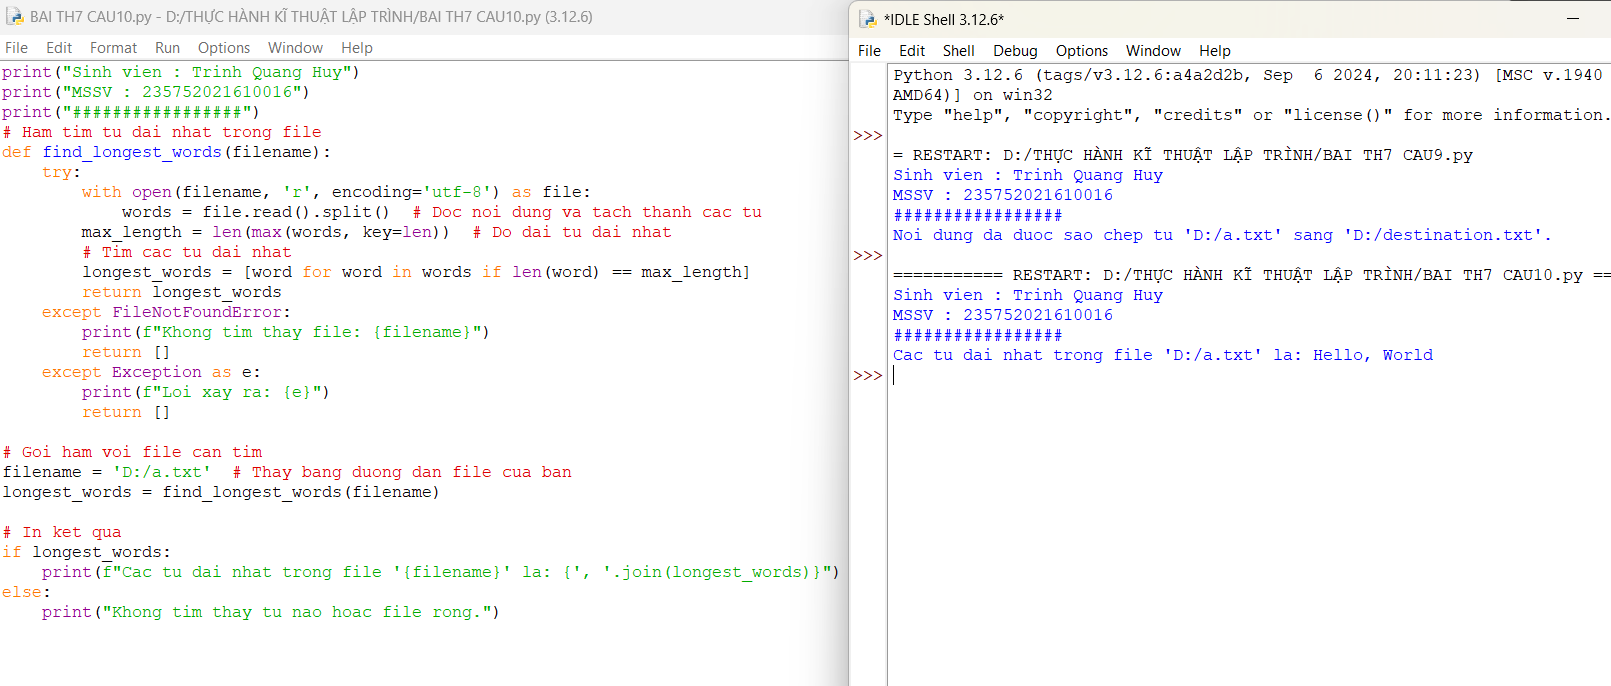 BAI TH7 CAU10.py - D:/THỰC HÀNH KĨ THUẬT LẬP TRÌNH/BAI TH7 CAU10.py (3.12.6)
File Edit Format Run Options Window Help
print("Sinh vien : Trinh Quang Huy")
print("MSSV : 235752021610016")
print("#################")
# Ham tim tu dai nhat trong file
def find_longest_words(filename):
    try:
        with open(filename, 'r', encoding='utf-8') as file:
            words = file.read().split()  # Doc noi dung va tach thanh cac tu
        max_length = len(max(words, key=len))  # Do dai tu dai nhat
        # Tim cac tu dai nhat
        longest_words = [word for word in words if len(word) == max_length]
        return longest_words
    except FileNotFoundError:
        print(f"Khong tim thay file: {filename}")
        return []
    except Exception as e:
        print(f"Loi xay ra: {e}")
        return []
# Goi ham voi file can tim
filename = 'D:/a.txt'  # Thay bang duong dan file cua ban
longest_words = find_longest_words(filename)
# In ket qua
if longest_words:
    print(f"Cac tu dai nhat trong file '{filename}' la: {', '.join(longest_words)}")
else:
    print("Khong tim thay tu nao hoac file rong.")
*IDLE Shell 3.12.6*
File Edit Shell Debug Options Window Help
Python 3.12.6 (tags/v3.12.6:a4a2d2b, Sep  6 2024, 20:11:23) [MSC v.1940
AMD64)] on win32
Type "help", "copyright", "credits" or "license()" for more information.
>>>
= RESTART: D:/THỰC HÀNH KĨ THUẬT LẬP TRÌNH/BAI TH7 CAU9.py
Sinh vien : Trinh Quang Huy
MSSV : 235752021610016
#################
Noi dung da duoc sao chep tu 'D:/a.txt' sang 'D:/destination.txt'.
>>>
=========== RESTART: D:/THỰC HÀNH KĨ THUẬT LẬP TRÌNH/BAI TH7 CAU10.py ==
Sinh vien : Trinh Quang Huy
MSSV : 235752021610016
#################
Cac tu dai nhat trong file 'D:/a.txt' la: Hello, World
>>>